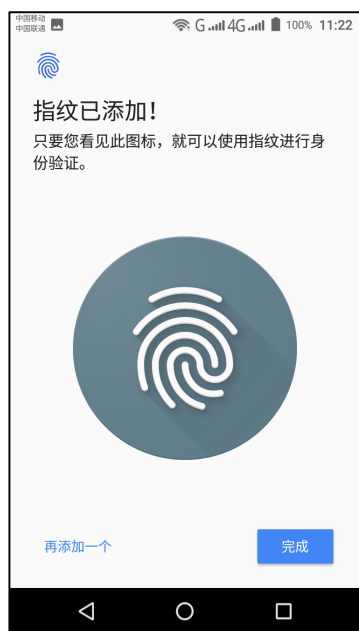 中国移动
中国联通
G 4G 100% 11:22
指纹已添加！
只要您看见此图标，就可以使用指纹进行身
份验证。
再添加一个
完成